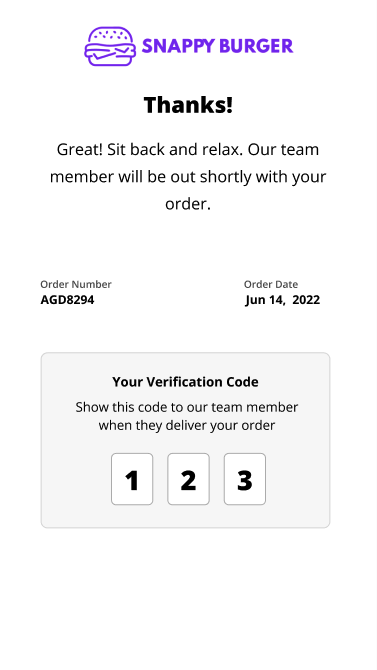 SNAPPY BURGER
Thanks!
Great! Sit back and relax. Our team
member will be out shortly with your
order.
Order Number
AGD8294
Order Date
Jun 14, 2022
Your Verification Code
Show this code to our team member
when they deliver your order
1 2 3